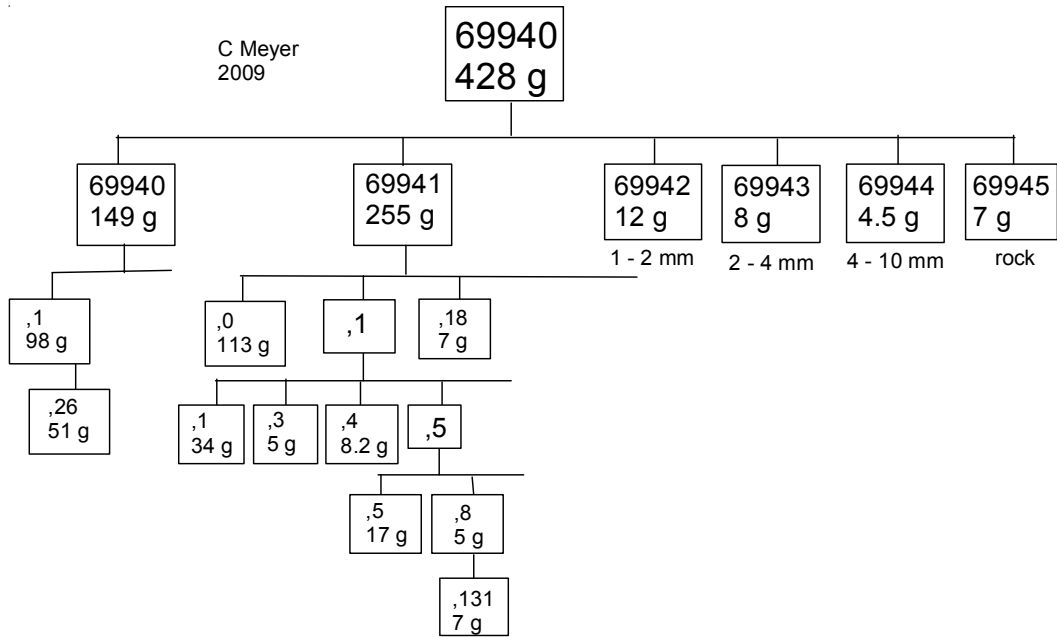 C Meyer
2009
69940
428 g
69940
149 g
69941
255 g
69942
12 g
1 - 2 mm
69943
8 g
2 - 4 mm
69944
4.5 g
4 - 10 mm
69945
7 g
rock
,1
98 g
,26
51 g
,0
113 g
,1
,18
7 g
,1
34 g
,3
5 g
,4
8.2 g
,5
,5
17 g
,8
5 g
,131
7 g